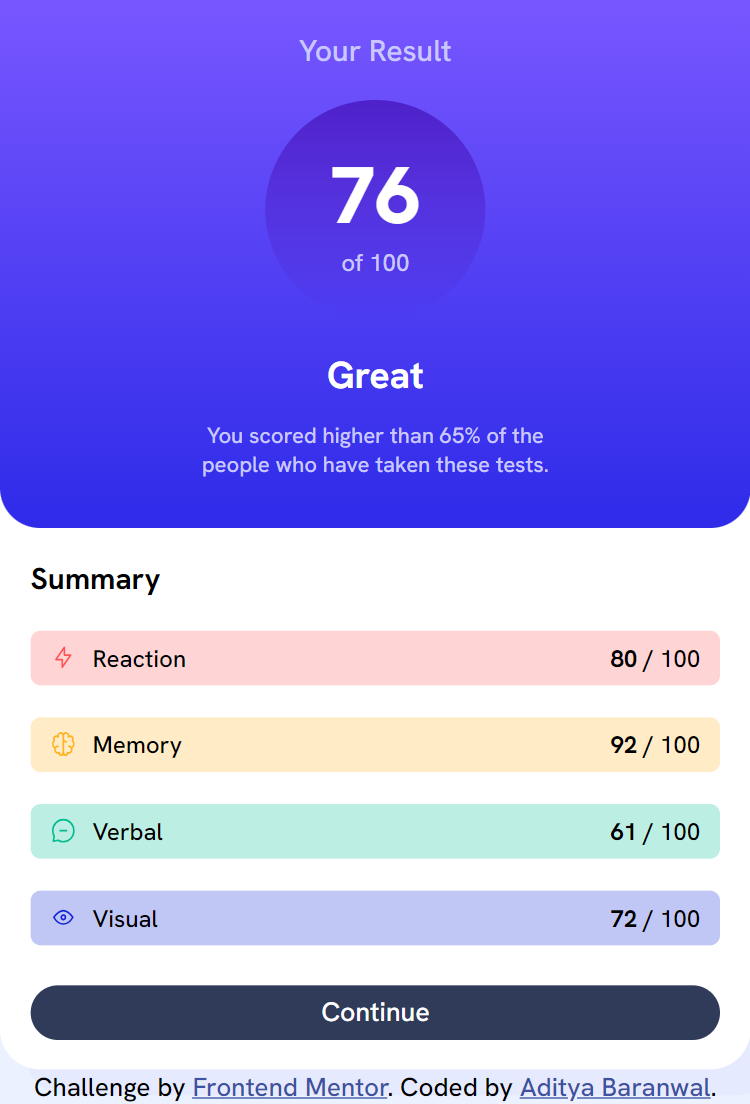 Your Result
76
of 100
Great
You scored higher than 65% of the
people who have taken these tests.
Summary
Reaction 80 / 100
Memory 92 / 100
Verbal 61 / 100
Visual 72 / 100
Continue
Challenge by Frontend Mentor. Coded by Aditya Baranwal.